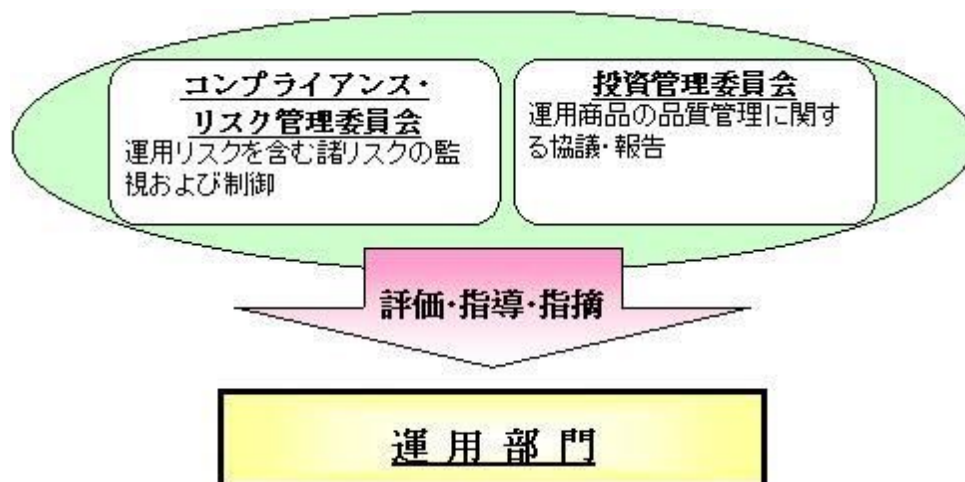 コンプライアンス・
リスク管理委員会
運用リスクを含む諸リスクの監
視および制御
投資管理委員会
運用商品の品質管理に関す
る協議・報告
評価・指導・指摘
運用部門